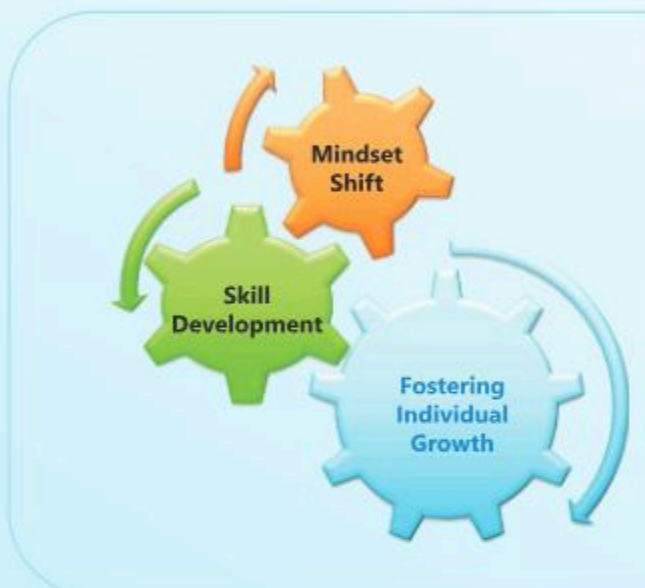 Mindset
Shift
Skill
Development
Fostering
Individual
Growth